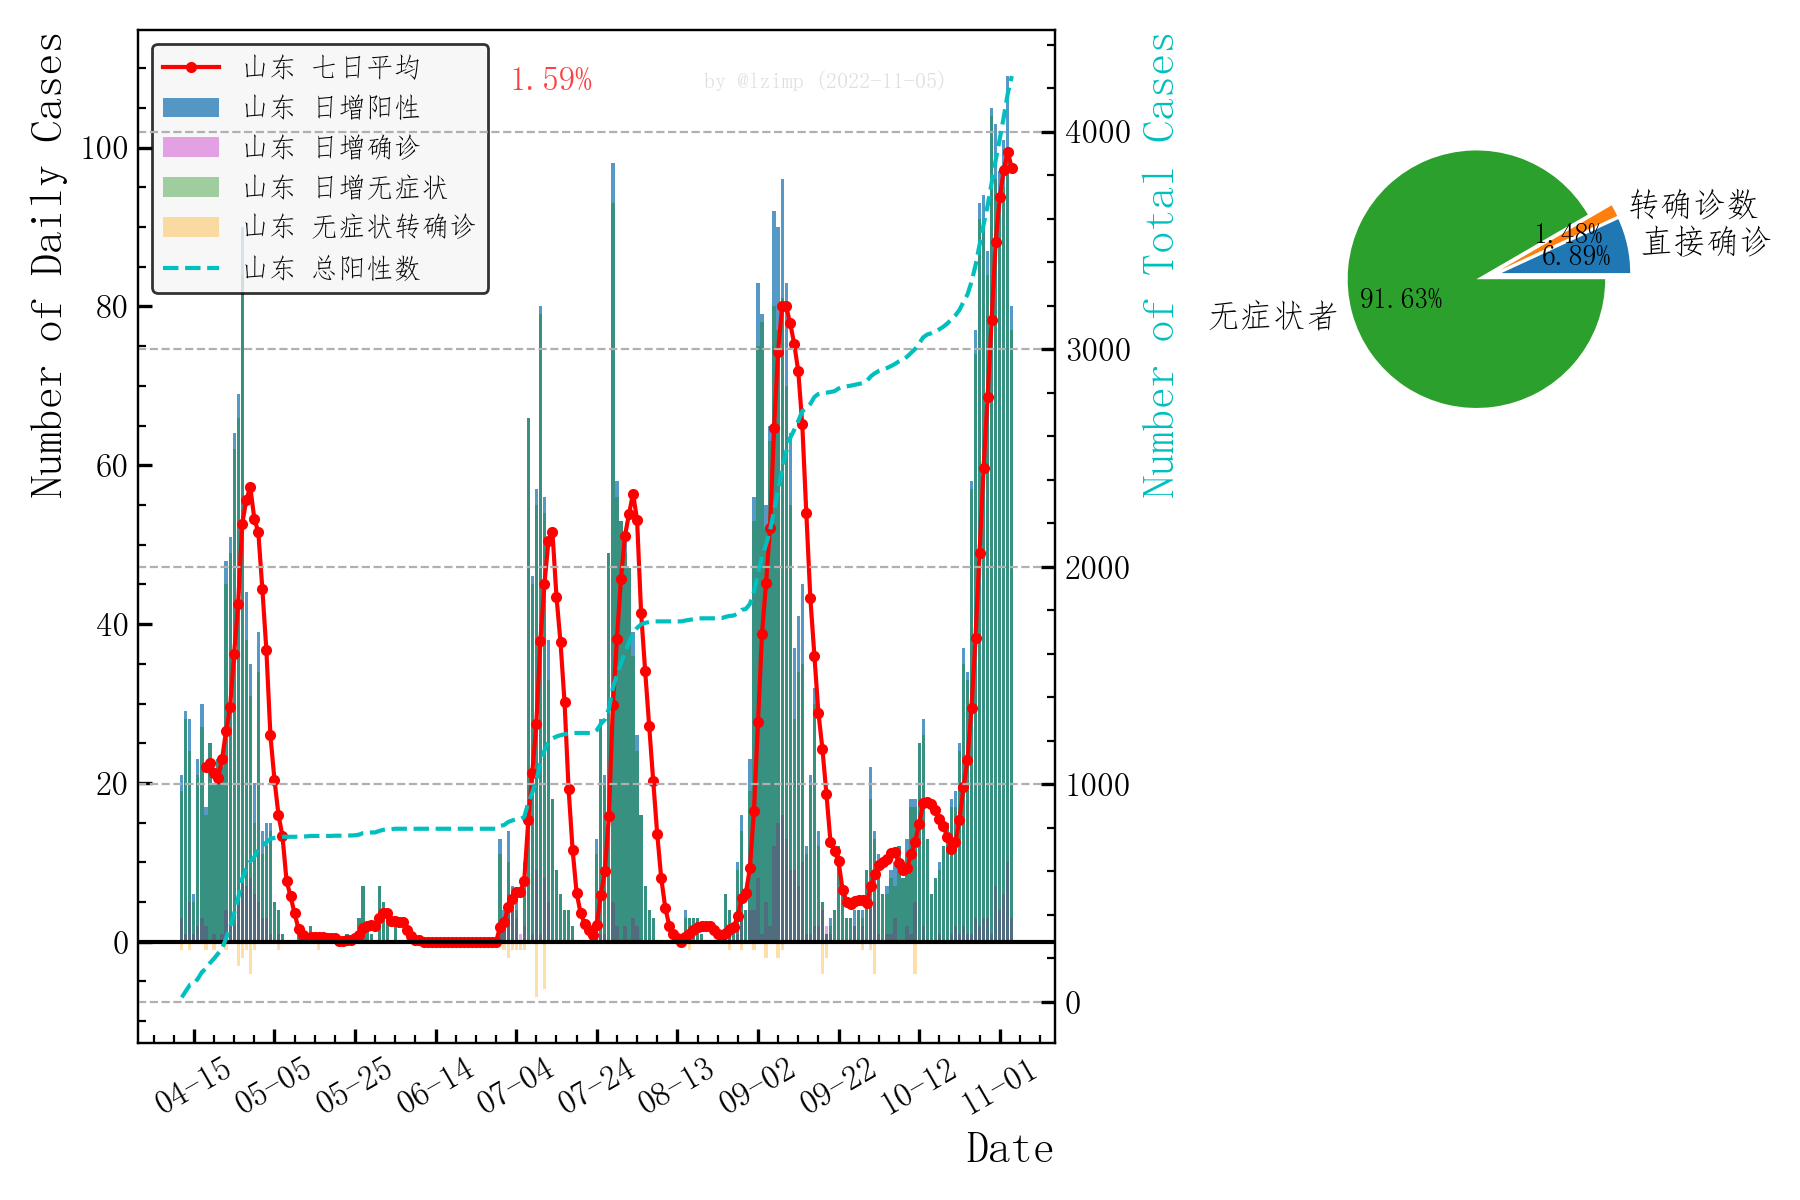 Number of Daily Cases
100
80
60
40
20
0
山东 七日平均
山东 日增阳性
山东 日增确诊
山东 日增无症状
山东 无症状转确诊
山东 总阳性数
1.59%
by @lzimp (2022-11-05)
Number of Total Cases
4000
3000
2000
1000
0
04-15
05-05
05-25
06-14
07-04
07-24
08-13
09-02
09-22
10-12
11-01
Date
转确诊数
1.48%
直接确诊
6.89%
91.63%
无症状者